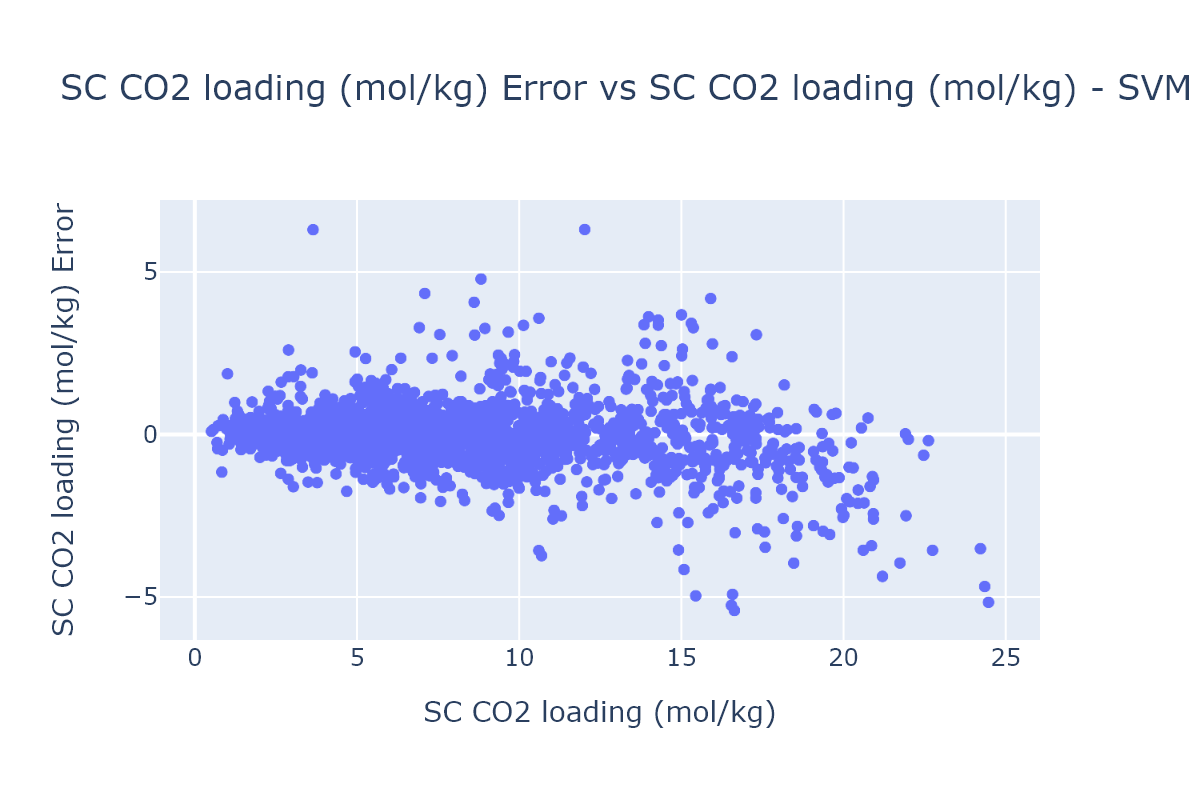 SC CO2 loading (mol/kg) Error vs SC CO2 loading (mol/kg) - SVM
SC CO2 loading (mol/kg) Error
5
0
−5
0 5 10 15 20 25
SC CO2 loading (mol/kg)